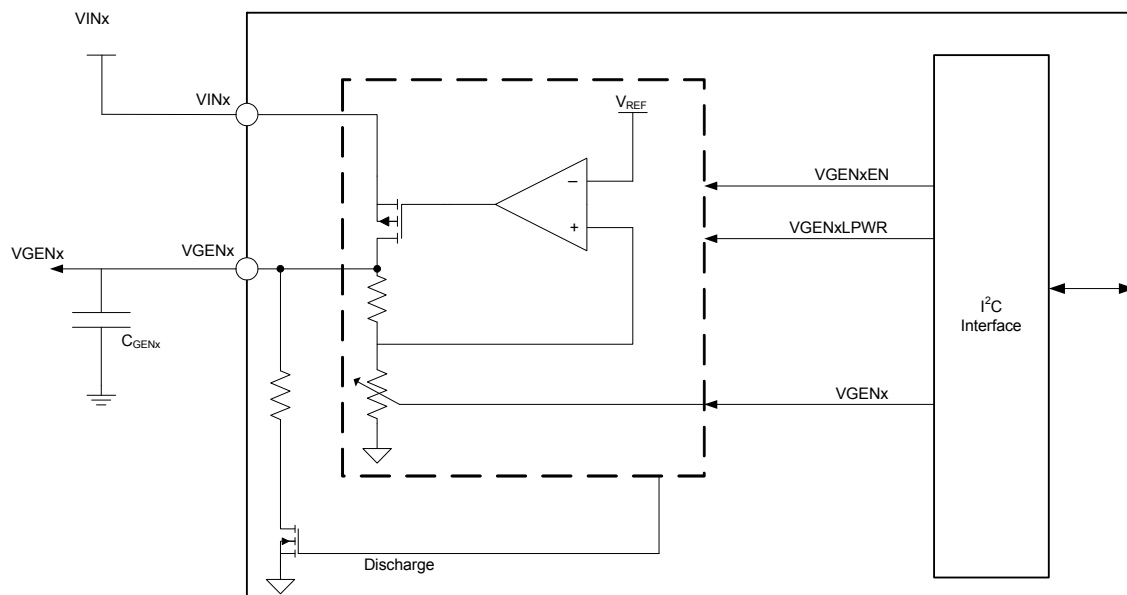 VINx
VINx
VREF
VGENxEN
VGENxLPWR
VGENx
VGENx
CGENx
I²C
Interface
VGENx
Discharge
−
+